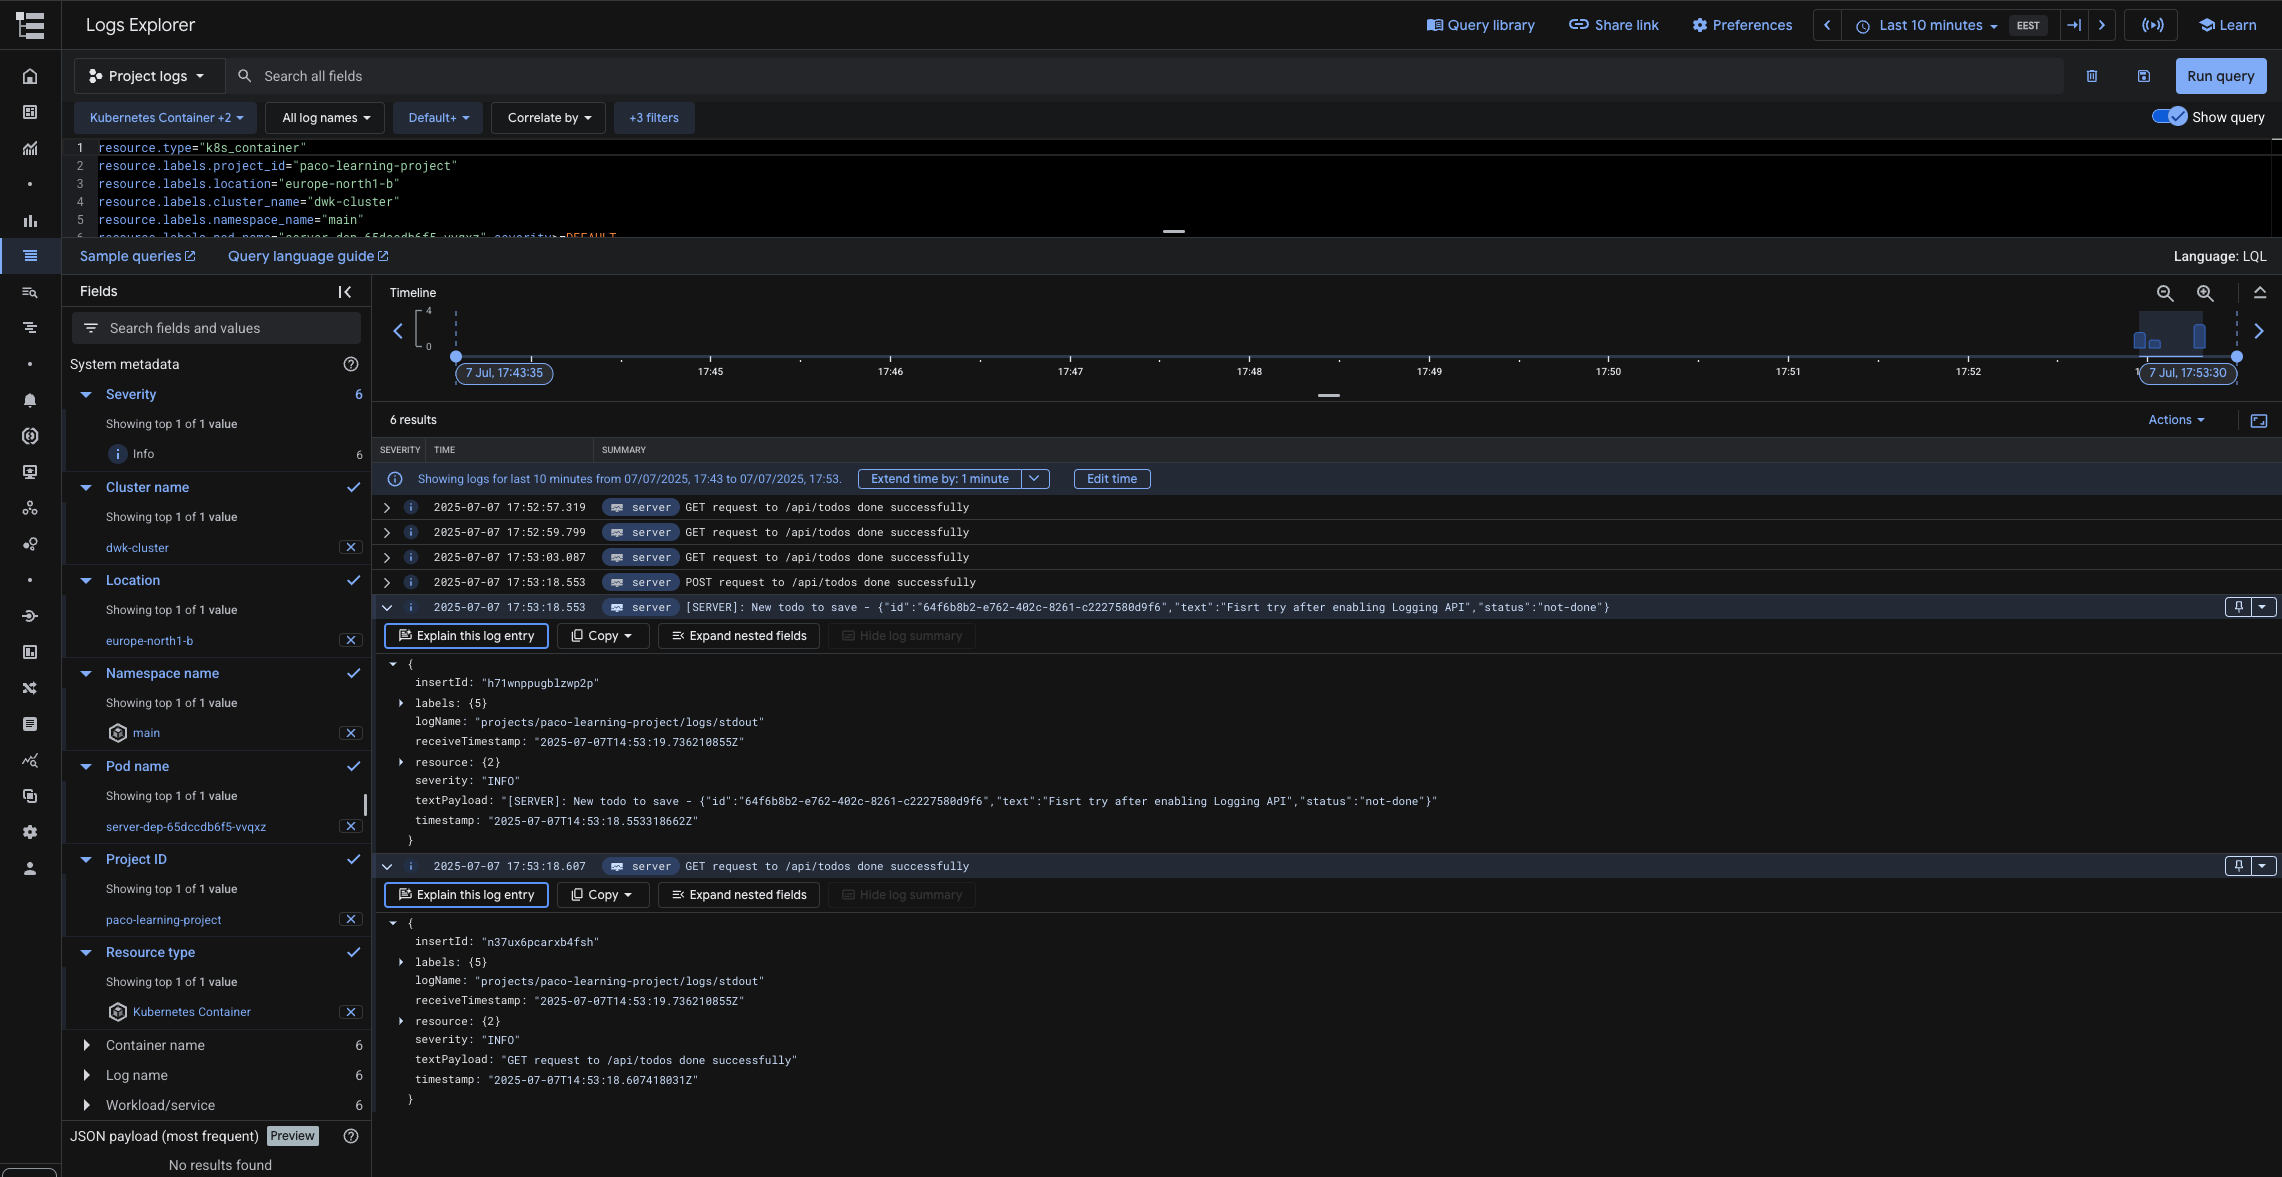 Logs Explorer
Query library
Share link
Preferences
Last 10 minutes
EEST
Learn
Project logs
Search all fields
Run query
Kubernetes Container +2
All log names
Default+
Correlate by
+3 filters
Show query
1 resource.type="k8s_container"
2 resource.labels.project_id="paco-learning-project"
3 resource.labels.location="europe-north1-b"
4 resource.labels.cluster_name="dwk-cluster"
5 resource.labels.namespace_name="main"
6 resource.labels.pod_name="server-dep-65dccdb6f5-vvqxz" severity>=DEFAULT
Sample queries
Query language guide
Language: LQL
Fields
Search fields and values
System metadata
Severity 6
Showing top 1 of 1 value
Info 6
Cluster name
Showing top 1 of 1 value
dwk-cluster
Location
Showing top 1 of 1 value
europe-north1-b
Namespace name
Showing top 1 of 1 value
main
Pod name
Showing top 1 of 1 value
server-dep-65dccdb6f5-vvqxz
Project ID
Showing top 1 of 1 value
paco-learning-project
Resource type
Showing top 1 of 1 value
Kubernetes Container
Container name 6
Log name 6
Workload/service 6
JSON payload (most frequent) Preview
No results found
Timeline
4
0
7 Jul, 17:43:35
17:45
17:46
17:47
17:48
17:49
17:50
17:51
17:52
7 Jul, 17:53:30
6 results
Actions
SEVERITY TIME SUMMARY
Showing logs for last 10 minutes from 07/07/2025, 17:43 to 07/07/2025, 17:53.
Extend time by: 1 minute
Edit time
2025-07-07 17:52:57.319 server GET request to /api/todos done successfully
2025-07-07 17:52:59.799 server GET request to /api/todos done successfully
2025-07-07 17:53:03.087 server GET request to /api/todos done successfully
2025-07-07 17:53:18.553 server POST request to /api/todos done successfully
2025-07-07 17:53:18.553 server [SERVER]: New todo to save - {"id":"64f6b8b2-e762-402c-8261-c2227580d9f6","text":"Fisrt try after enabling Logging API","status":"not-done"}
Explain this log entry
Copy
Expand nested fields
Hide log summary
{
insertId: "h71wnppugblzwp2p"
labels: {5}
logName: "projects/paco-learning-project/logs/stdout"
receiveTimestamp: "2025-07-07T14:53:19.736210855Z"
resource: {2}
severity: "INFO"
textPayload: "[SERVER]: New todo to save - {"id":"64f6b8b2-e762-402c-8261-c2227580d9f6","text":"Fisrt try after enabling Logging API","status":"not-done"}"
timestamp: "2025-07-07T14:53:18.553318662Z"
}
2025-07-07 17:53:18.607 server GET request to /api/todos done successfully
Explain this log entry
Copy
Expand nested fields
Hide log summary
{
insertId: "n37ux6pcarxb4fsh"
labels: {5}
logName: "projects/paco-learning-project/logs/stdout"
receiveTimestamp: "2025-07-07T14:53:19.736210855Z"
resource: {2}
severity: "INFO"
textPayload: "GET request to /api/todos done successfully"
timestamp: "2025-07-07T14:53:18.607418031Z"
}